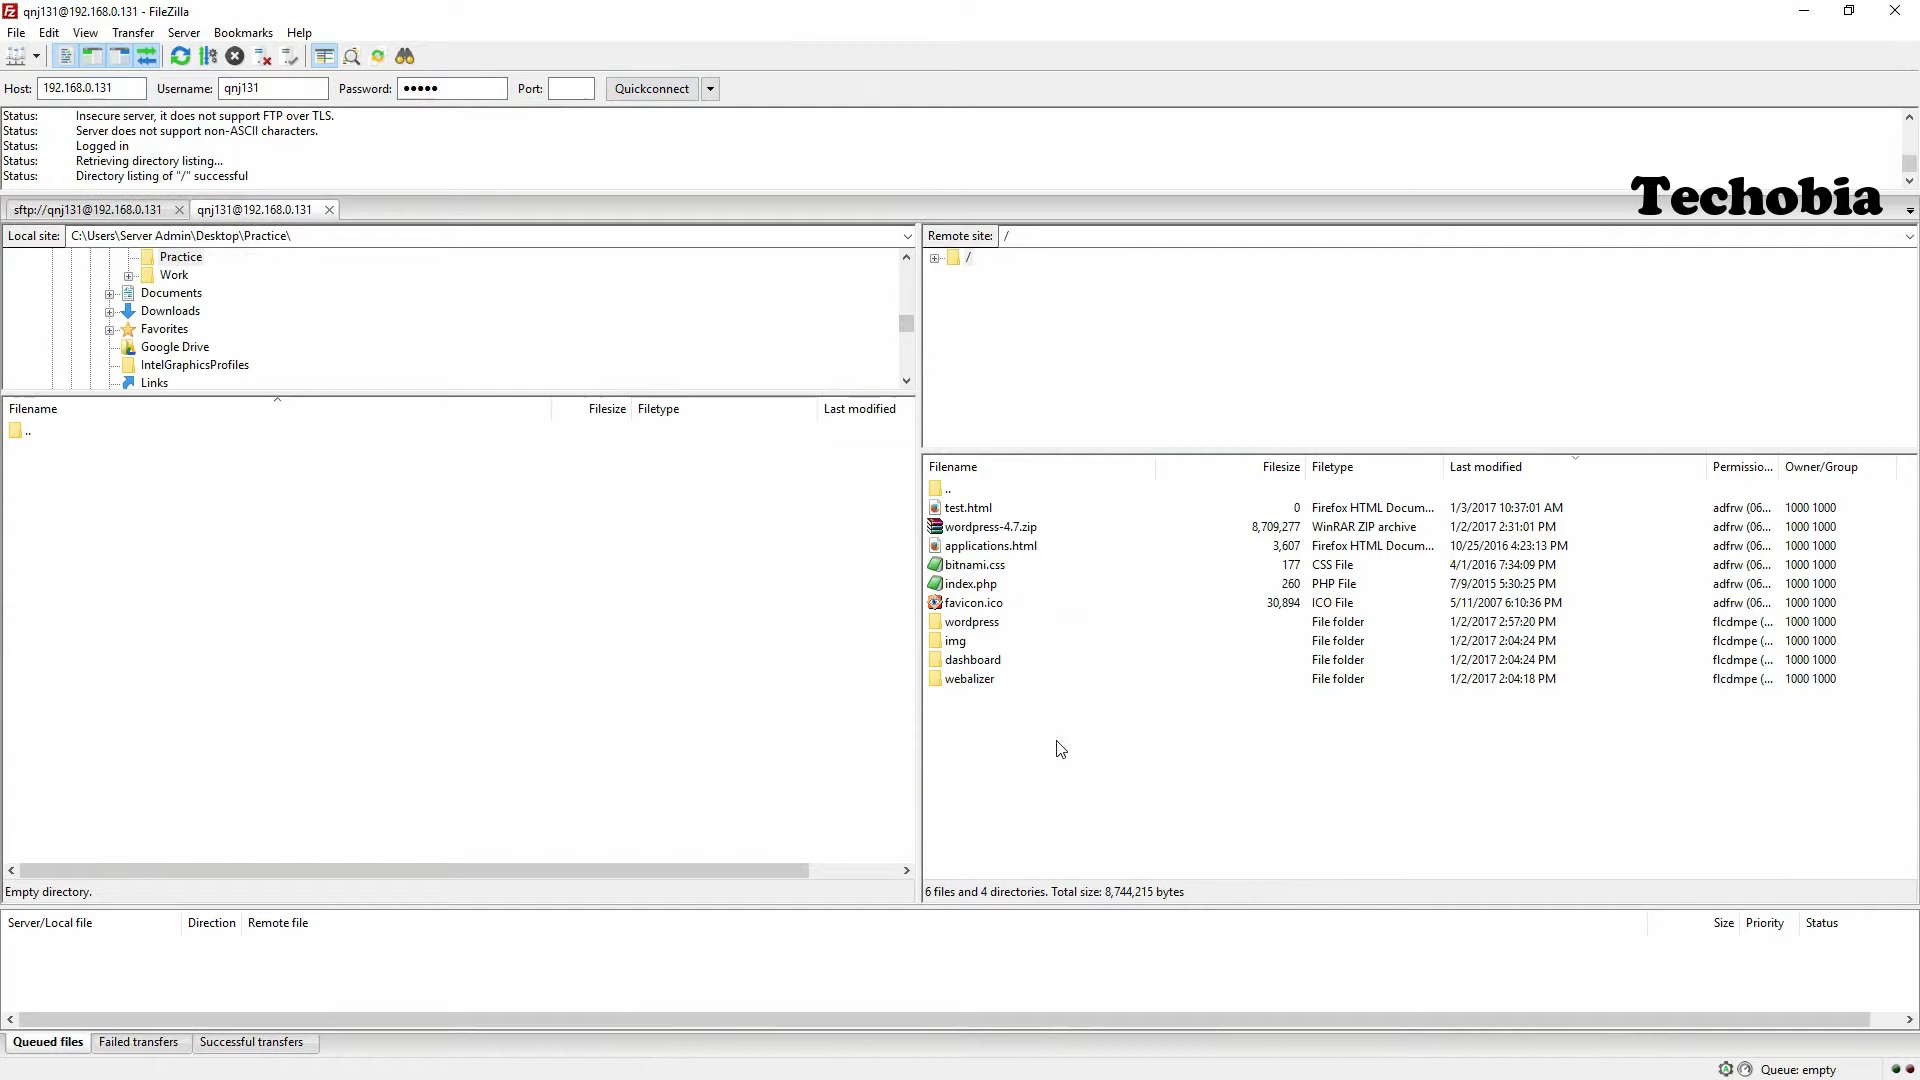 qnj131@192.168.0.131 - FileZilla
File Edit View Transfer Server Bookmarks Help
Host: 192.168.0.131 Username: qnj131 Password: ●●●●● Port: Quickconnect
Status: Insecure server, it does not support FTP over TLS.
Status: Server does not support non-ASCII characters.
Status: Logged in
Status: Retrieving directory listing...
Status: Directory listing of "/" successful
Techobia
sftp://qnj131@192.168.0.131 qnj131@192.168.0.131
Local site: C:\Users\Server Admin\Desktop\Practice\
Practice
Work
Documents
Downloads
Favorites
Google Drive
IntelGraphicsProfiles
Links
Filename Filesize Filetype Last modified
..
Empty directory.
Remote site: /
/
Filename Filesize Filetype Last modified Permissio... Owner/Group
..
test.html 0 Firefox HTML Docum... 1/3/2017 10:37:01 AM adfrw (06... 1000 1000
wordpress-4.7.zip 8,709,277 WinRAR ZIP archive 1/2/2017 2:31:01 PM adfrw (06... 1000 1000
applications.html 3,607 Firefox HTML Docum... 10/25/2016 4:23:13 PM adfrw (06... 1000 1000
bitnami.css 177 CSS File 4/1/2016 7:34:09 PM adfrw (06... 1000 1000
index.php 260 PHP File 7/9/2015 5:30:25 PM adfrw (06... 1000 1000
favicon.ico 30,894 ICO File 5/11/2007 6:10:36 PM adfrw (06... 1000 1000
wordpress File folder 1/2/2017 2:57:20 PM flcdmpe (... 1000 1000
img File folder 1/2/2017 2:04:24 PM flcdmpe (... 1000 1000
dashboard File folder 1/2/2017 2:04:24 PM flcdmpe (... 1000 1000
webalizer File folder 1/2/2017 2:04:18 PM flcdmpe (... 1000 1000
6 files and 4 directories. Total size: 8,744,215 bytes
Server/Local file Direction Remote file Size Priority Status
Queued files Failed transfers Successful transfers
Queue: empty